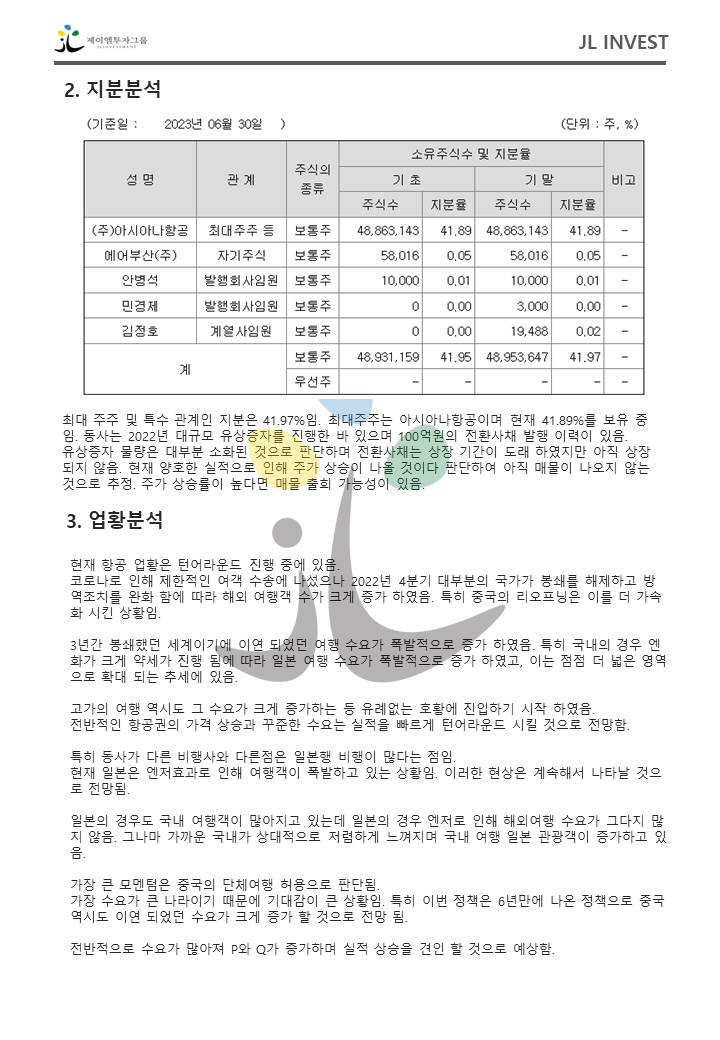 제이엘투자그룹
JL INVESTMENT
JL INVEST
2. 지분분석
(기준일 : 2023년 06월 30일 )
(단위 : 주, %)
성 명 관 계 주식의 종류 소유주식수 및 지분율 비고
기 초 기 말
주식수 지분율 주식수 지분율
(주)아시아나항공 최대주주 등 보통주 48,863,143 41.89 48,863,143 41.89 -
에어부산(주) 자기주식 보통주 58,016 0.05 58,016 0.05 -
안병석 발행회사임원 보통주 10,000 0.01 10,000 0.01 -
민경제 발행회사임원 보통주 0 0.00 3,000 0.00 -
김정호 계열사임원 보통주 0 0.00 19,488 0.02 -
계 보통주 48,931,159 41.95 48,953,647 41.97 -
우선주 - - - - -
최대 주주 및 특수 관계인 지분은 41.97%임. 최대주주는 아시아나항공이며 현재 41.89%를 보유 중
임. 동사는 2022년 대규모 유상증자를 진행한 바 있으며 100억원의 전환사채 발행 이력이 있음.
유상증자 물량은 대부분 소화된 것으로 판단하며 전환사채는 상장 기간이 도래 하였지만 아직 상장
되지 않음. 현재 양호한 실적으로 인해 주가 상승이 나올 것이다 판단하여 아직 매물이 나오지 않는
것으로 추정. 주가 상승률이 높다면 매물 출회 가능성이 있음.
3. 업황분석
현재 항공 업황은 턴어라운드 진행 중에 있음.
코로나로 인해 제한적인 여객 수송에 나섰으나 2022년 4분기 대부분의 국가가 봉쇄를 해제하고 방
역조치를 완화 함에 따라 해외 여행객 수가 크게 증가 하였음. 특히 중국의 리오프닝은 이를 더 가속
화 시킨 상황임.
3년간 봉쇄했던 세계이기에 이연 되었던 여행 수요가 폭발적으로 증가 하였음. 특히 국내의 경우 엔
화가 크게 약세가 진행 됨에 따라 일본 여행 수요가 폭발적으로 증가 하였고, 이는 점점 더 넓은 영역
으로 확대 되는 추세에 있음.
고가의 여행 역시도 그 수요가 크게 증가하는 등 유례없는 호황에 진입하기 시작 하였음.
전반적인 항공권의 가격 상승과 꾸준한 수요는 실적을 빠르게 턴어라운드 시킬 것으로 전망함.
특히 동사가 다른 비행사와 다른점은 일본행 비행이 많다는 점임.
현재 일본은 엔저효과로 인해 여행객이 폭발하고 있는 상황임. 이러한 현상은 계속해서 나타날 것으
로 전망됨.
일본의 경우도 국내 여행객이 많아지고 있는데 일본의 경우 엔저로 인해 해외여행 수요가 그다지 많
지 않음. 그나마 가까운 국내가 상대적으로 저렴하게 느껴지며 국내 여행 일본 관광객이 증가하고 있
음.
가장 큰 모멘텀은 중국의 단체여행 허용으로 판단됨.
가장 수요가 큰 나라이기 때문에 기대감이 큰 상황임. 특히 이번 정책은 6년만에 나온 정책으로 중국
역시도 이연 되었던 수요가 크게 증가 할 것으로 전망 됨.
전반적으로 수요가 많아져 P와 Q가 증가하며 실적 상승을 견인 할 것으로 예상함.